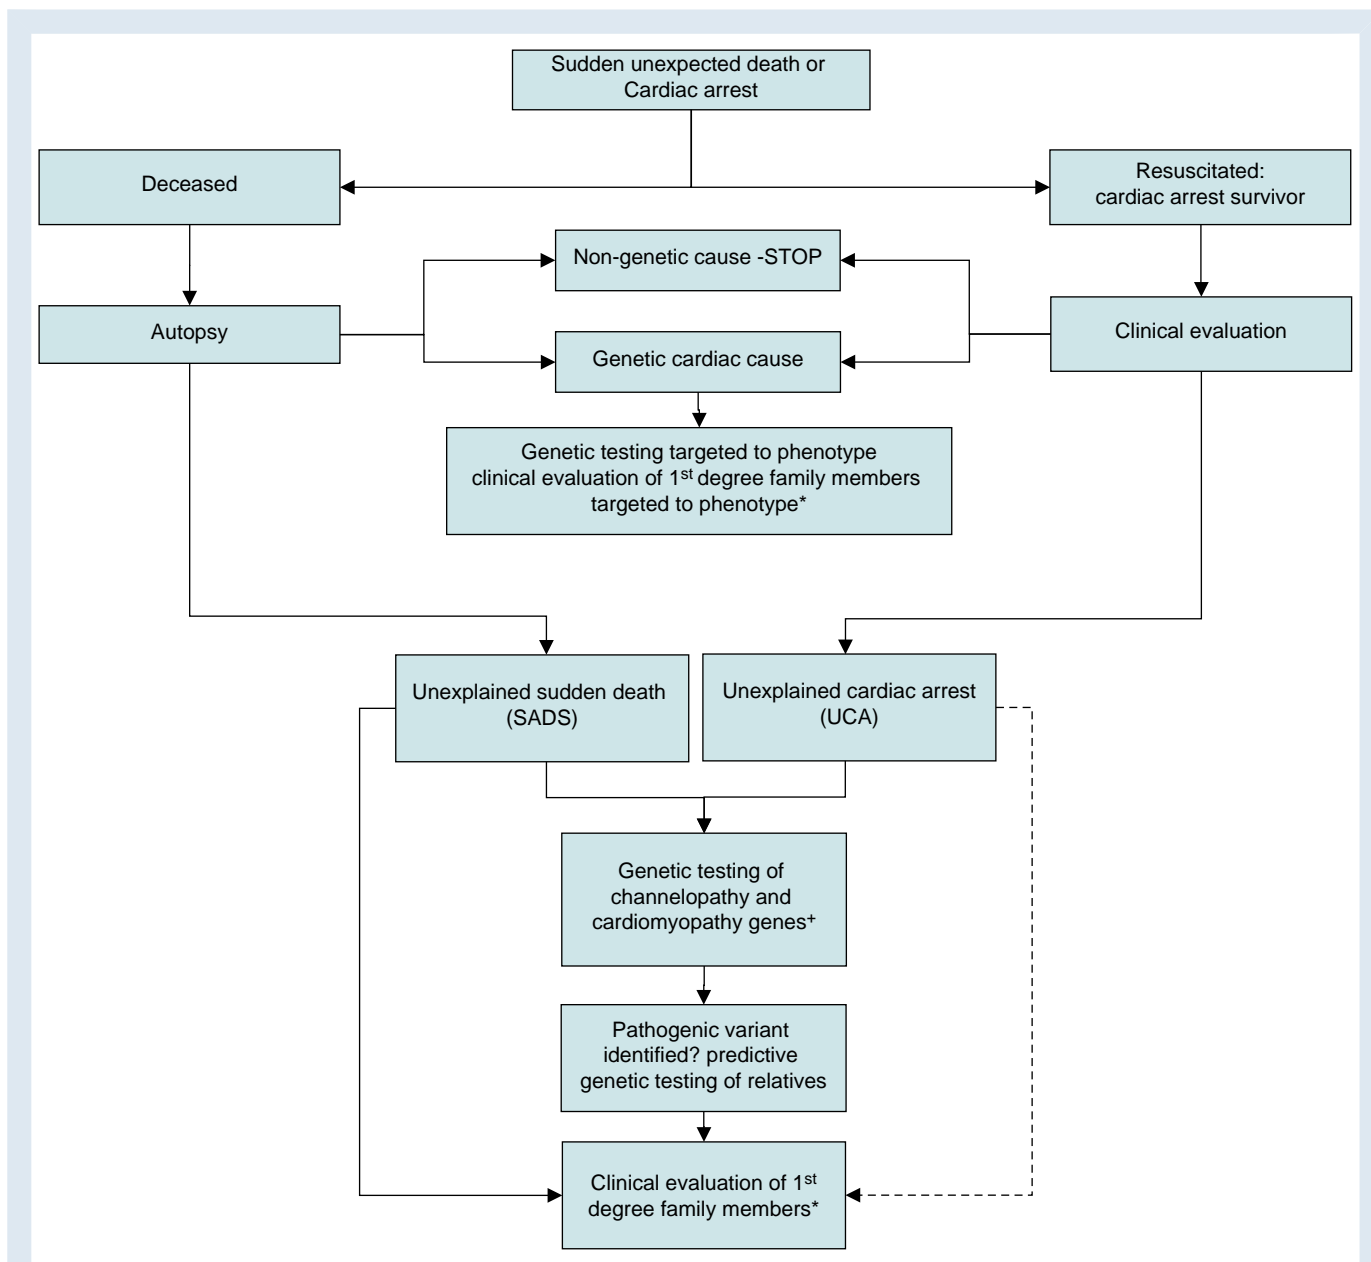 Sudden unexpected death or
Cardiac arrest
Deceased
Resuscitated:
cardiac arrest survivor
Non-genetic cause -STOP
Autopsy
Clinical evaluation
Genetic cardiac cause
Genetic testing targeted to phenotype
clinical evaluation of 1st degree family members
targeted to phenotype*
Unexplained sudden death
(SADS)
Unexplained cardiac arrest
(UCA)
Genetic testing of
channelopathy and
cardiomyopathy genes+
Pathogenic variant
identified? predictive
genetic testing of relatives
Clinical evaluation of 1st
degree family members*